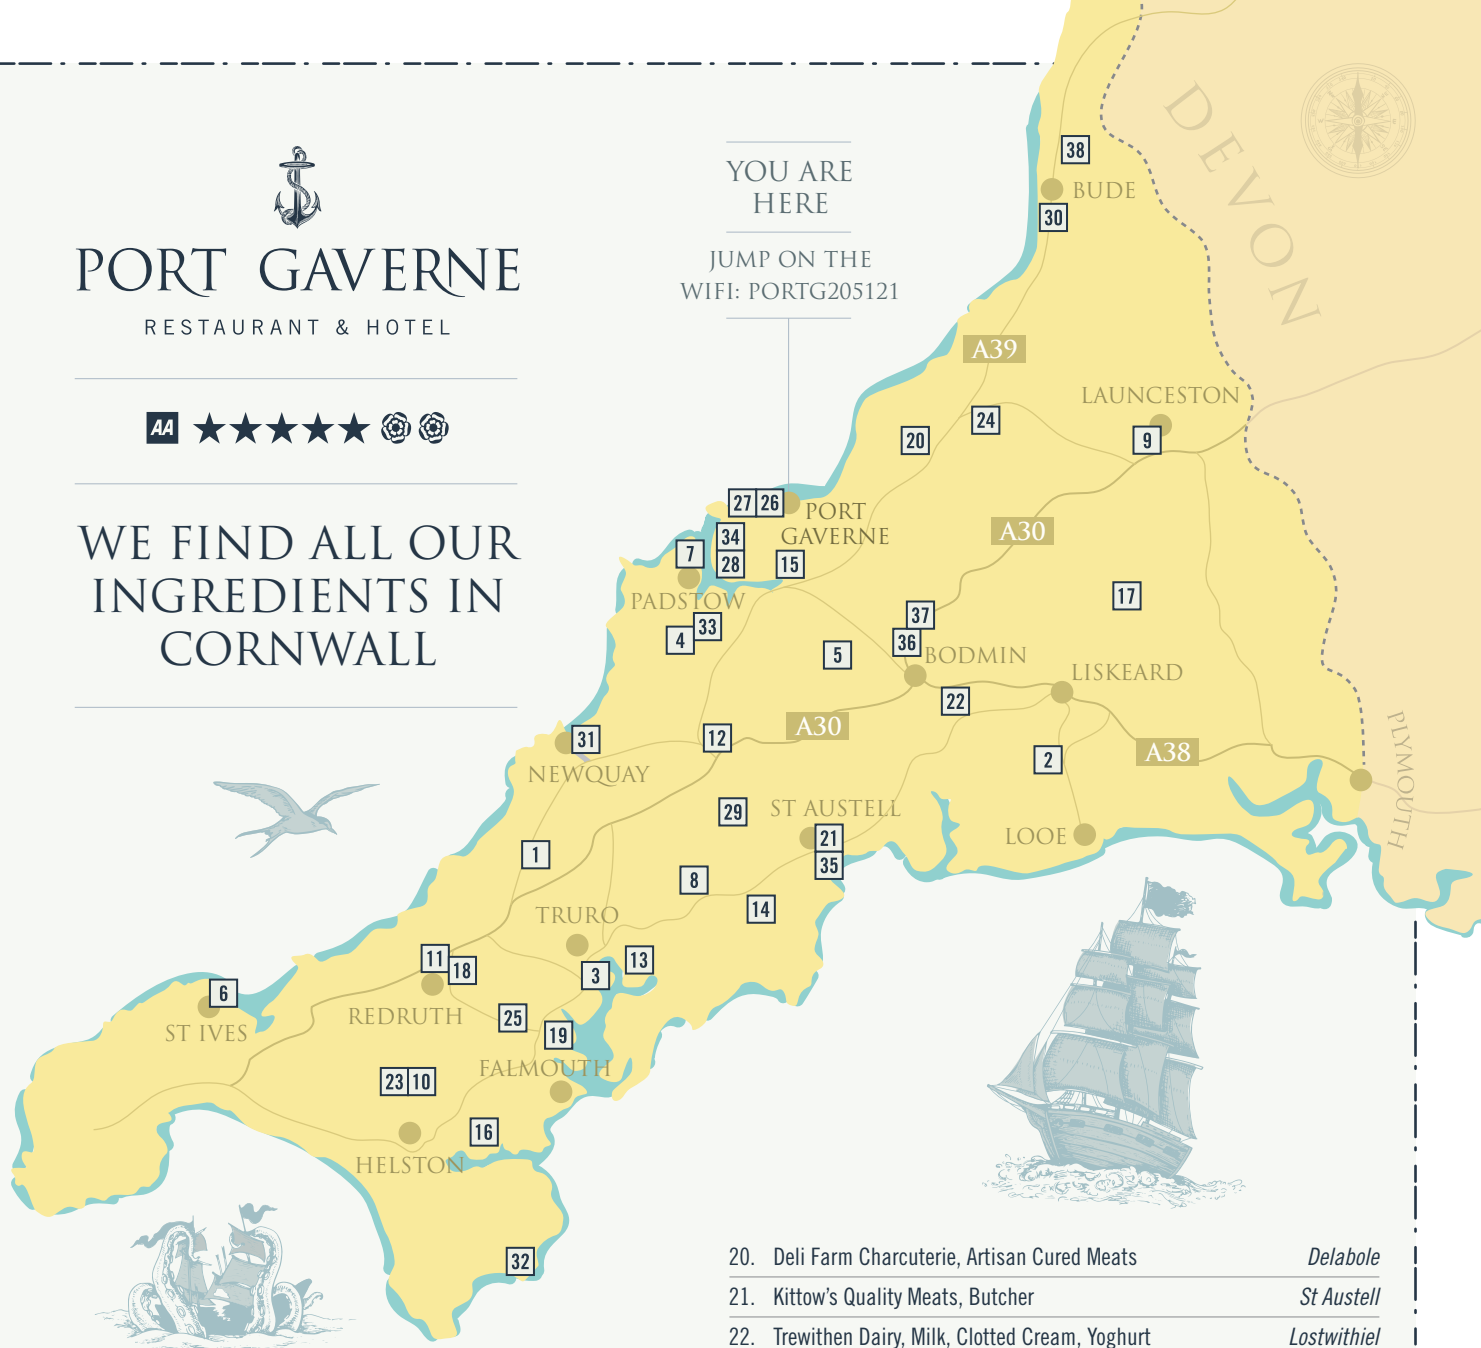 PORT GAVERNE
RESTAURANT & HOTEL
AA
WE FIND ALL OUR
INGREDIENTS IN
CORNWALL
YOU ARE
HERE
JUMP ON THE
WIFI: PORTG205121
DEVON
38
BUDE
30
A39
LAUNCESTON
24
20
9
27 26
PORT
GAVERNE
A30
34
7
28
15
PADSTOW
17
37
33
4
36
5
BODMIN
LISKEARD
22
PLYMOUTH
A30
12
31
A38
2
NEWQUAY
29
ST AUSTELL
21
LOOE
1
35
8
14
TRURO
11
13
18
3
6
REDRUTH
25
ST IVES
19
FALMOUTH
23 10
16
HELSTON
32
20. Deli Farm Charcuterie, Artisan Cured Meats Delabole
21. Kittow's Quality Meats, Butcher St Austell
22. Trewithen Dairy, Milk, Clotted Cream, Yoghurt Lostwithiel